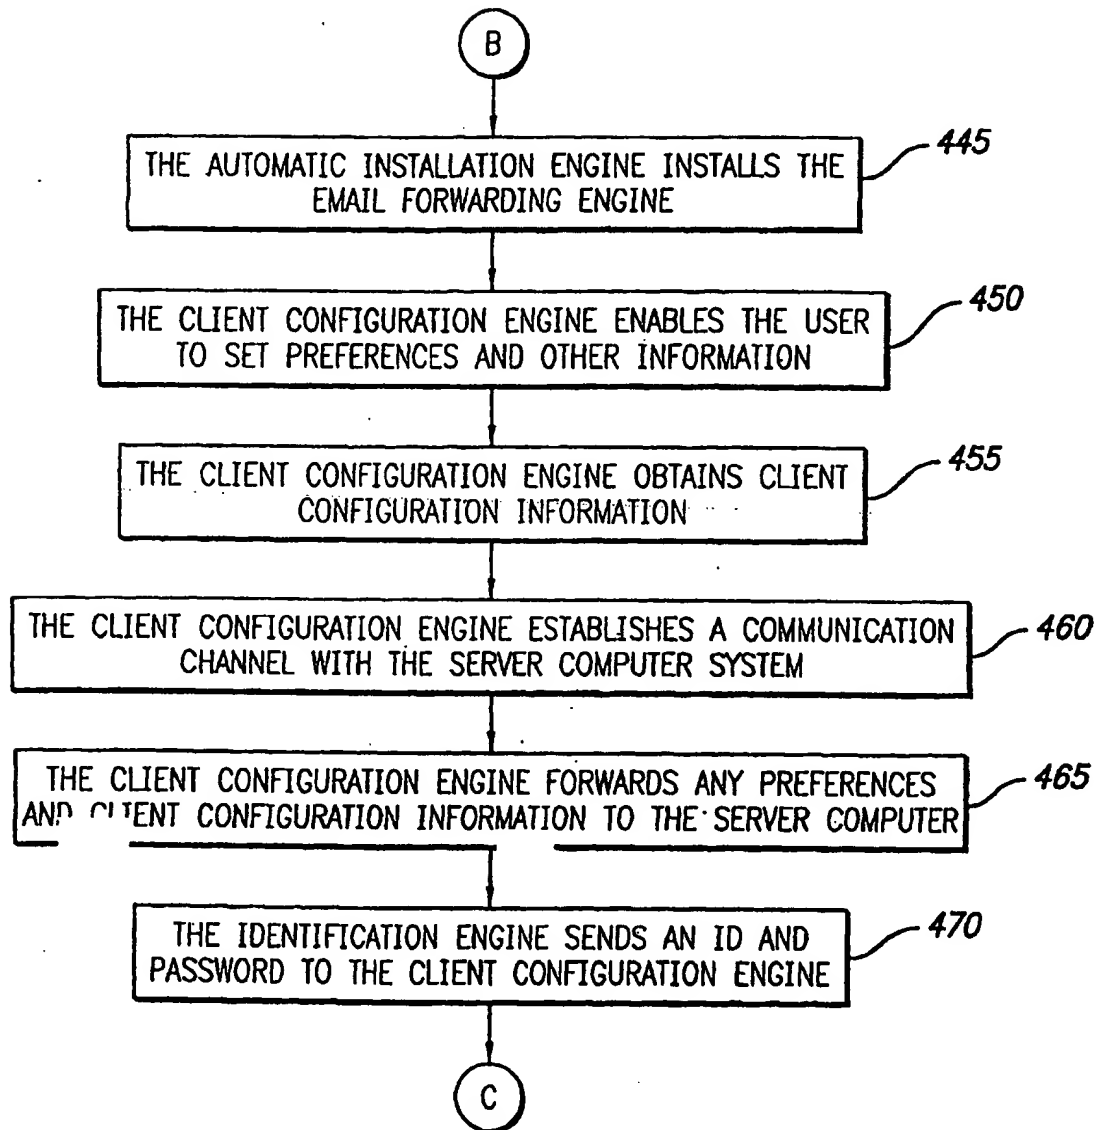 B
THE AUTOMATIC INSTALLATION ENGINE INSTALLS THE
EMAIL FORWARDING ENGINE
445
THE CLIENT CONFIGURATION ENGINE ENABLES THE USER
TO SET PREFERENCES AND OTHER INFORMATION
450
THE CLIENT CONFIGURATION ENGINE OBTAINS CLIENT
CONFIGURATION INFORMATION
455
THE CLIENT CONFIGURATION ENGINE ESTABLISHES A COMMUNICATION
CHANNEL WITH THE SERVER COMPUTER SYSTEM
460
THE CLIENT CONFIGURATION ENGINE FORWARDS ANY PREFERENCES
AND CLIENT CONFIGURATION INFORMATION TO THE SERVER COMPUTER
465
THE IDENTIFICATION ENGINE SENDS AN ID AND
PASSWORD TO THE CLIENT CONFIGURATION ENGINE
470
C